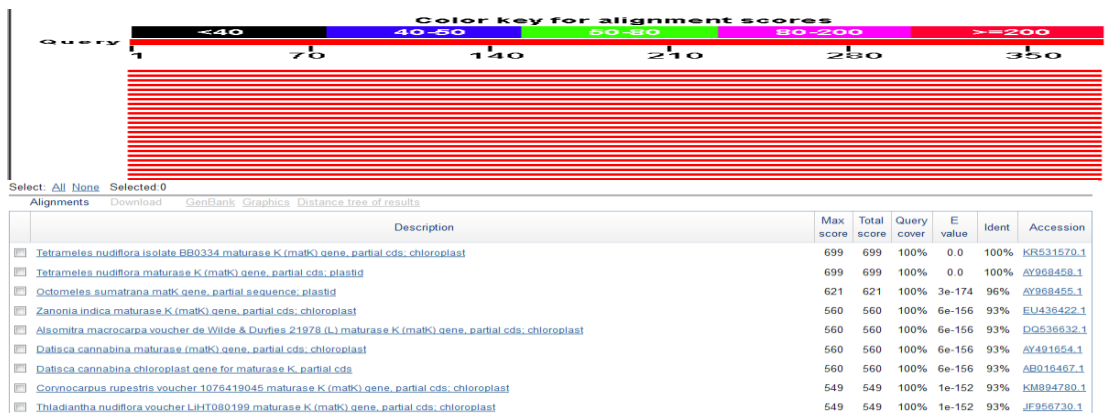 Color key for alignment scores
<40 40-50 50-80 80-200 >=200
Query
1 70 140 210 280 350
Select: All None Selected:0
Alignments Download GenBank Graphics Distance tree of results
Description Max score Total score Query cover E value Ident Accession
Tetrameles nudiflora isolate BB0334 maturase K (matK) gene, partial cds; chloroplast 699 699 100% 0.0 100% KR531570.1
Tetrameles nudiflora maturase K (matK) gene, partial cds; plastid 699 699 100% 0.0 100% AY968458.1
Octomeles sumatrana matK gene, partial sequence; plastid 621 621 100% 3e-174 96% AY968455.1
Zanonia indica maturase K (matK) gene, partial cds; chloroplast 560 560 100% 6e-156 93% EU436422.1
Alsomitra macrocarpa voucher de Wilde & Duyfjes 21978 (L) maturase K (matK) gene, partial cds; chloroplast 560 560 100% 6e-156 93% DQ536632.1
Datisca cannabina maturase (matK) gene, partial cds; chloroplast 560 560 100% 6e-156 93% AY491654.1
Datisca cannabina chloroplast gene for maturase K, partial cds 560 560 100% 6e-156 93% AB016467.1
Corynocarpus rupestris voucher 1076419045 maturase K (matK) gene, partial cds; chloroplast 549 549 100% 1e-152 93% KM894780.1
Thladiantha nudiflora voucher LiHT080199 maturase K (matK) gene, partial cds; chloroplast 549 549 100% 1e-152 93% JF956730.1